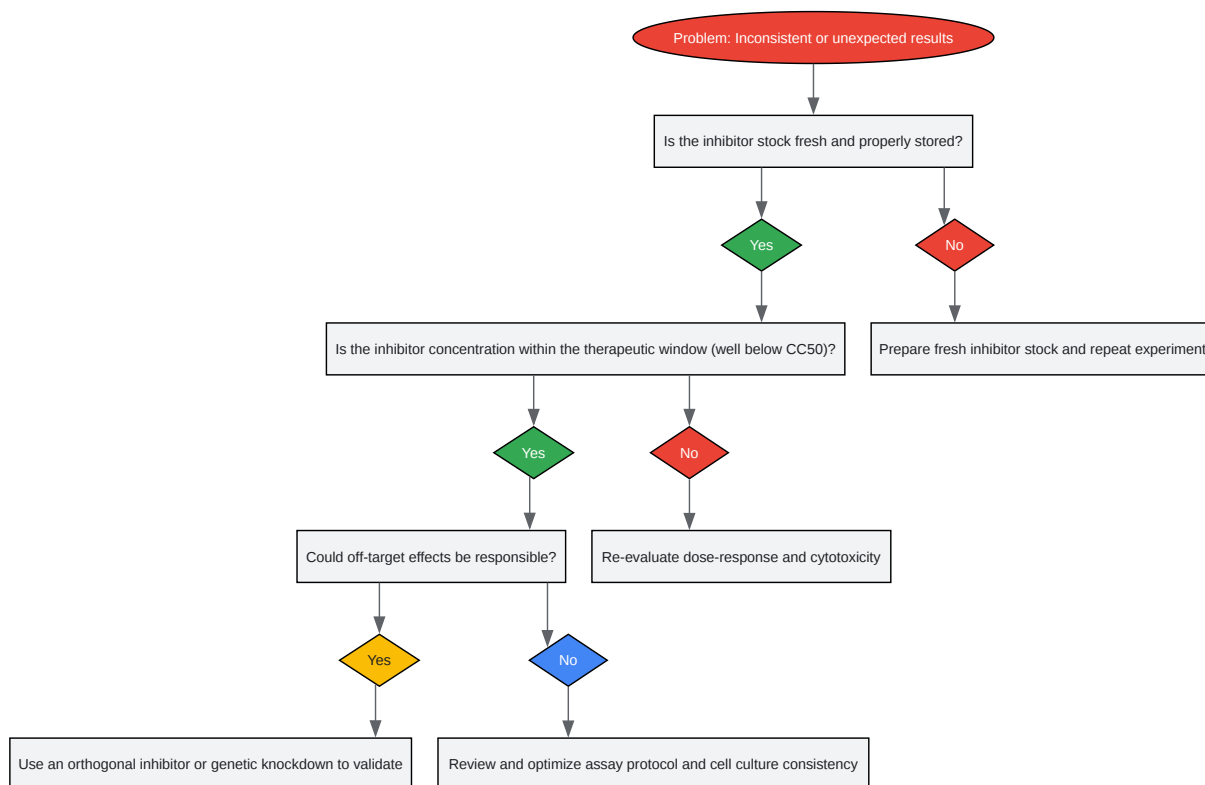 Problem: Inconsistent or unexpected results
Is the inhibitor stock fresh and properly stored?
Yes
No
Is the inhibitor concentration within the therapeutic window (well below CC50)?
Prepare fresh inhibitor stock and repeat experiment
Yes
No
Could off-target effects be responsible?
Re-evaluate dose-response and cytotoxicity
Yes
No
Use an orthogonal inhibitor or genetic knockdown to validate
Review and optimize assay protocol and cell culture consistency